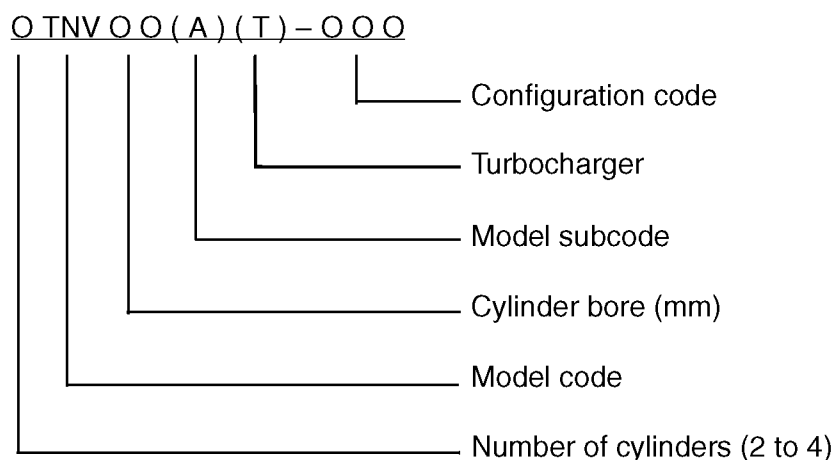 O TNV O O ( A ) ( T ) – O O O
Configuration code
Turbocharger
Model subcode
Cylinder bore (mm)
Model code
Number of cylinders (2 to 4)